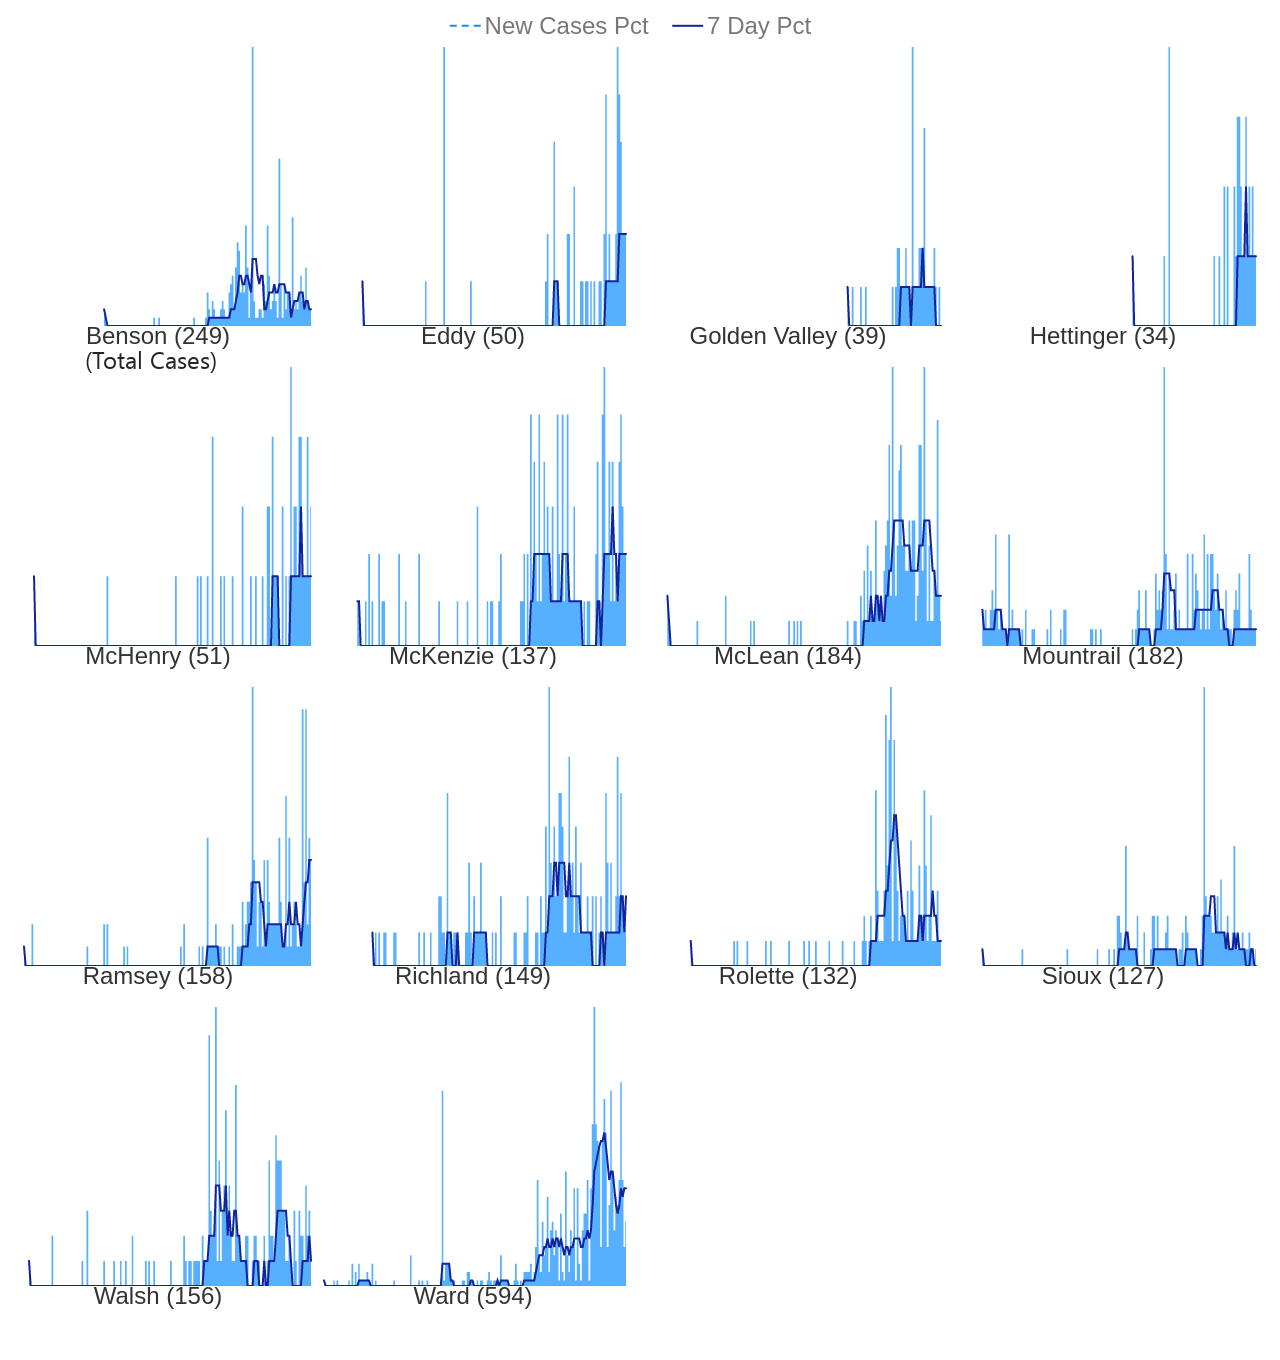 New Cases Pct 7 Day Pct
Benson (249) Eddy (50) Golden Valley (39) Hettinger (34)
(Total Cases)
McHenry (51) McKenzie (137) McLean (184) Mountrail (182)
Ramsey (158) Richland (149) Rolette (132) Sioux (127)
Walsh (156) Ward (594)